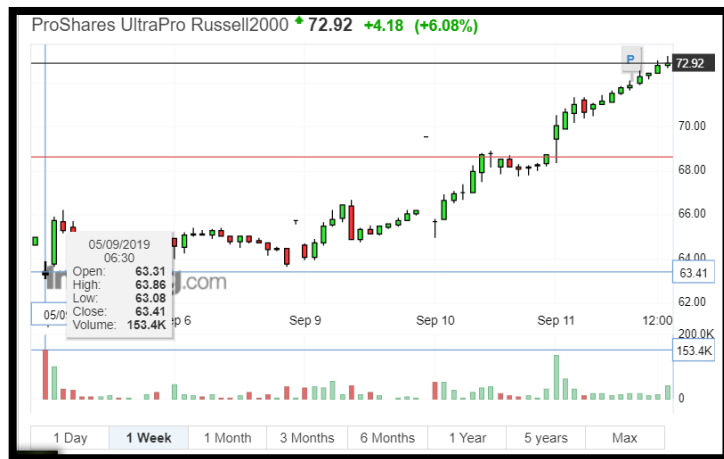 ProShares UltraPro Russell2000 72.92 +4.18 (+6.08%)
P
72.92
70.00
68.00
66.00
64.00
63.41
62.00
05/09/2019
06:30
Open: 63.31
High: 63.86
Low: 63.08
Close: 63.41
Volume: 153.4K
.com
05/09
Sep 9
Sep 10
Sep 11
12:00
200.0K
153.4K
0
1 Day
1 Week
1 Month
3 Months
6 Months
1 Year
5 years
Max